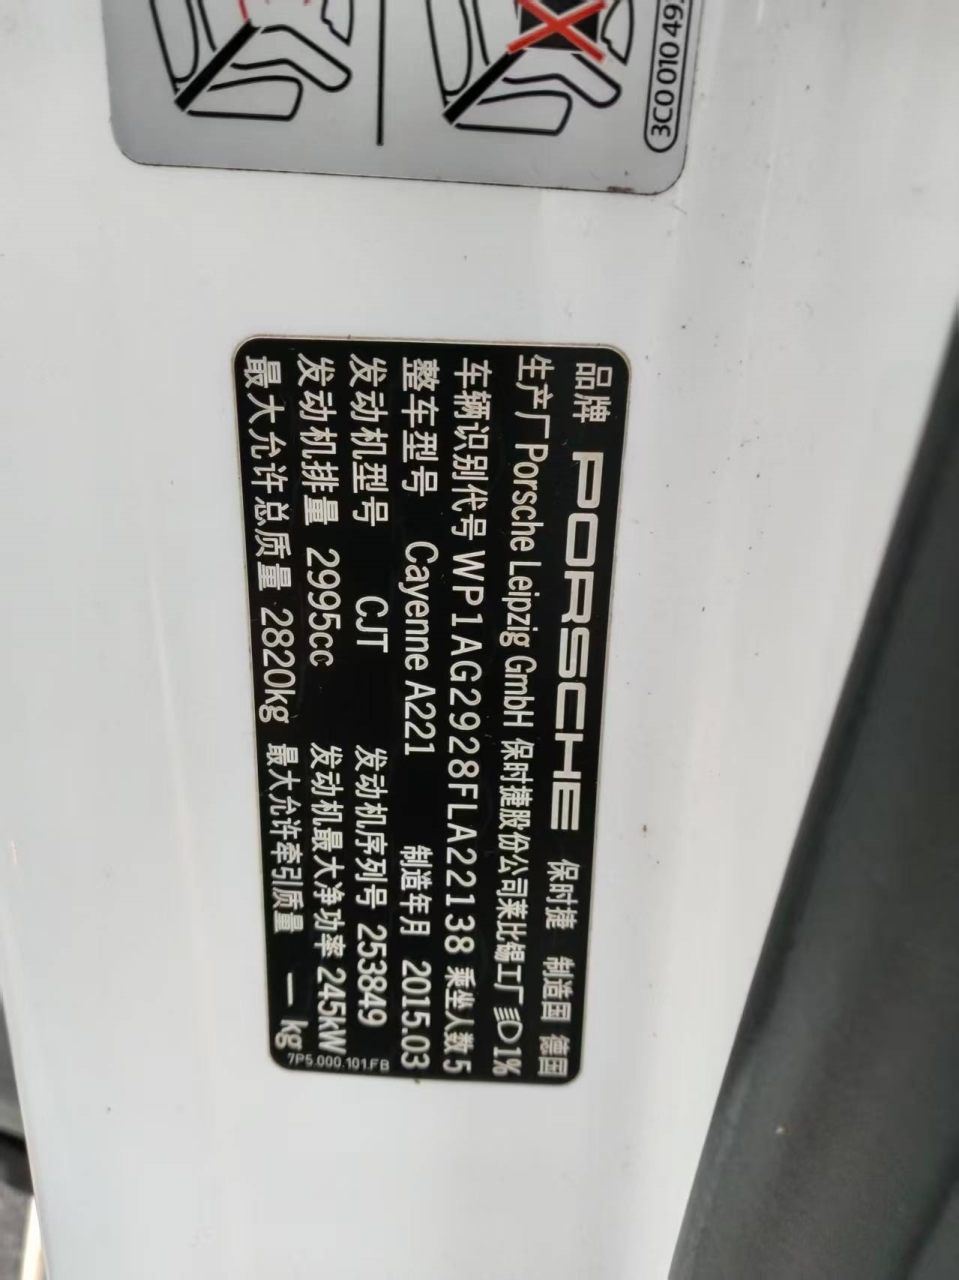 3C0 010 49
品牌 PORSCHE 保时捷 制造国 德国
生产厂 Porsche Leipzig GmbH 保时捷股份公司莱比锡工厂 1%
车辆识别代号 WP1AG2928FLA22138 乘坐人数 5
整车型号 Cayenne A221 制造年月 2015.03
发动机型号 CJT 发动机序列号 253849
发动机排量 2995cc 发动机最大净功率 245kW
最大允许总质量 2820kg 最大允许牵引质量 — kg
7P5.000.101.FB